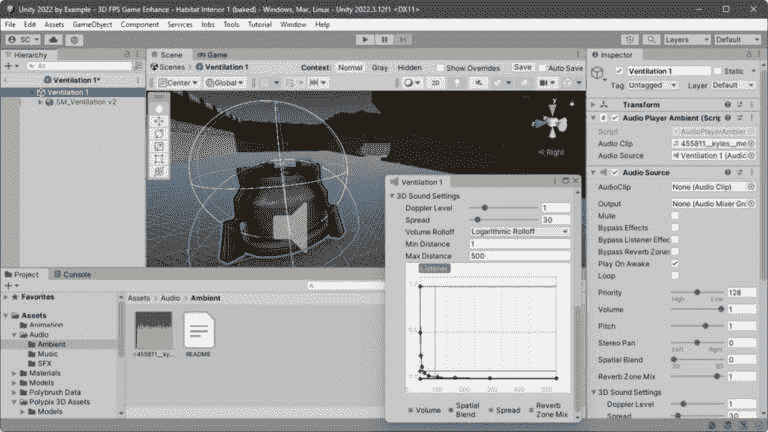 Unity 2022 by Example - 3D FPS Game Enhance - Habitat Interior 1 (baked) - Windows, Mac, Linux - Unity 2022.3.12f1 <DX11>
File Edit Assets GameObject Component Services Jobs Tools Tutorial Window Help
SC
Layers
Default
Hierarchy
All
Ventilation 1*
Ventilation 1
SM_Ventilation v2
Scene
Game
Scenes
Ventilation 1
Context: Normal Gray Hidden
Show Overrides
Save
Auto Save
Center
Global
2D
Right
Ventilation 1
3D Sound Settings
Doppler Level 1
Spread 30
Volume Rolloff Logarithmic Rolloff
Min Distance 1
Max Distance 500
Listener
100 200 300 400
Volume
Spatial Blend
Spread
Reverb Zone Mix
Project
Console
Favorites
Assets
Animation
Audio
Ambient
Music
SFX
Materials
Models
Polybrush Data
Polypix 3D Assets
Models
Assets > Audio > Ambient
455811__ky...
README
Inspector
Ventilation 1
Static
Tag Untagged
Layer Default
Transform
Audio Player Ambient (Scrip
Script
Audio Clip 455811__kyles__me
Audio Source Ventilation 1 (Audio
Audio Source
AudioClip None (Audio Clip)
Output None (Audio Mixer Gr
Mute
Bypass Effects
Bypass Listener Effec
Bypass Reverb Zones
Play On Awake
Loop
Priority 128
High Low
Volume 1
Pitch 1
Stereo Pan 0
Left Right
Spatial Blend 0
2D 3D
Reverb Zone Mix 1
3D Sound Settings
Doppler Level 1
Spread 30